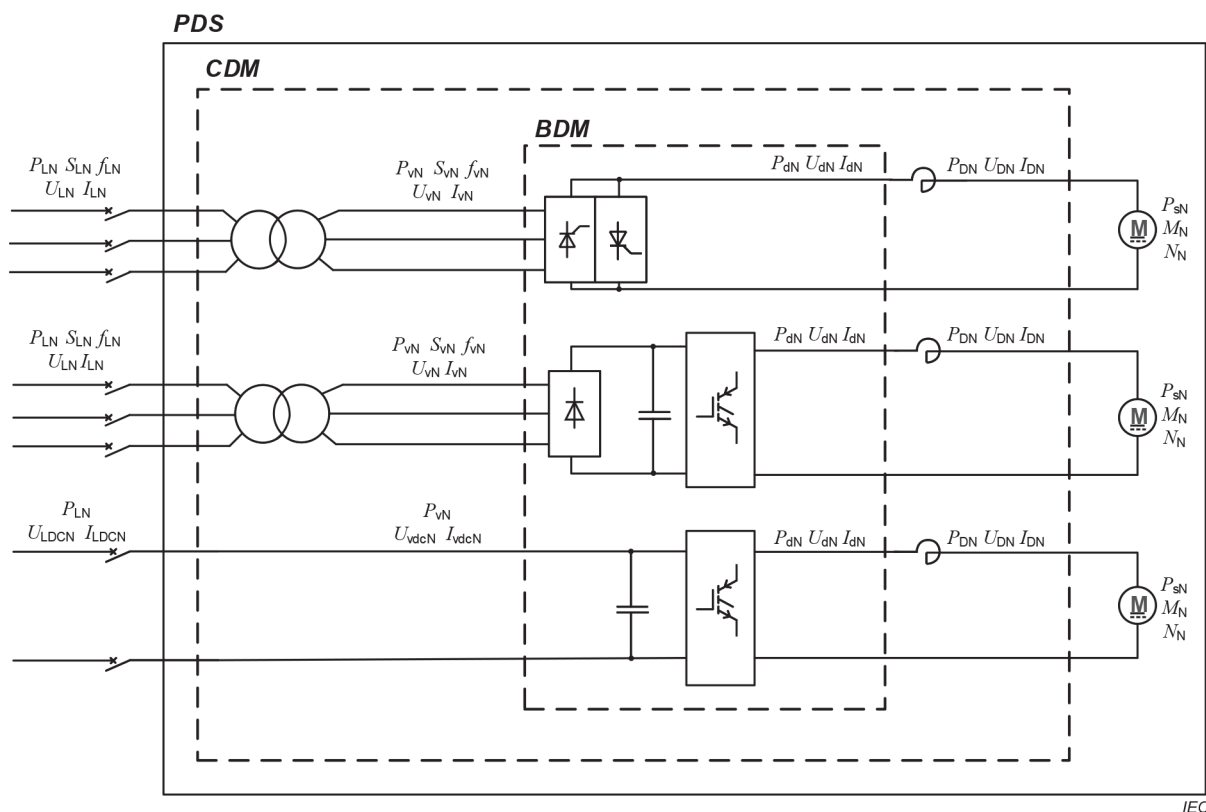 PDS
CDM
BDM
PLN SLN fLN
ULN ILN
PvN SvN fvN
UvN IvN
PdN UdN IdN
PDN UDN IDN
PsN
MN
NN
M
PLN SLN fLN
ULN ILN
PvN SvN fvN
UvN IvN
PdN UdN IdN
PDN UDN IDN
PsN
MN
NN
M
PLN
ULDCN ILDCN
PvN
UvdcN IvdcN
PdN UdN IdN
PDN UDN IDN
PsN
MN
NN
M
IEC